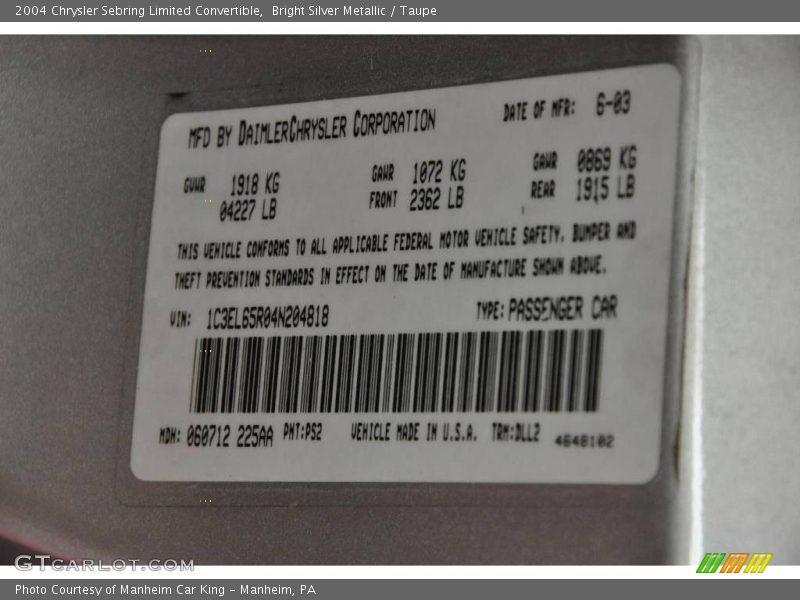 2004 Chrysler Sebring Limited Convertible,  Bright Silver Metallic / Taupe
MFD BY DAIMLERCHRYSLER CORPORATION DATE OF MFR: 6-03
GVWR 1918 KG GAWR 1072 KG GAWR 0869 KG
04227 LB FRONT 2362 LB REAR 1915 LB
THIS VEHICLE CONFORMS TO ALL APPLICABLE FEDERAL MOTOR VEHICLE SAFETY, BUMPER AND
THEFT PREVENTION STANDARDS IN EFFECT ON THE DATE OF MANUFACTURE SHOWN ABOVE.
VIN: 1C3EL65R04N204818 TYPE: PASSENGER CAR
MDH: 060712 225AA PNT:PS2 VEHICLE MADE IN U.S.A. TRM:DLL2 4648102
GTCARLOT.COM
Photo Courtesy of Manheim Car King - Manheim, PA